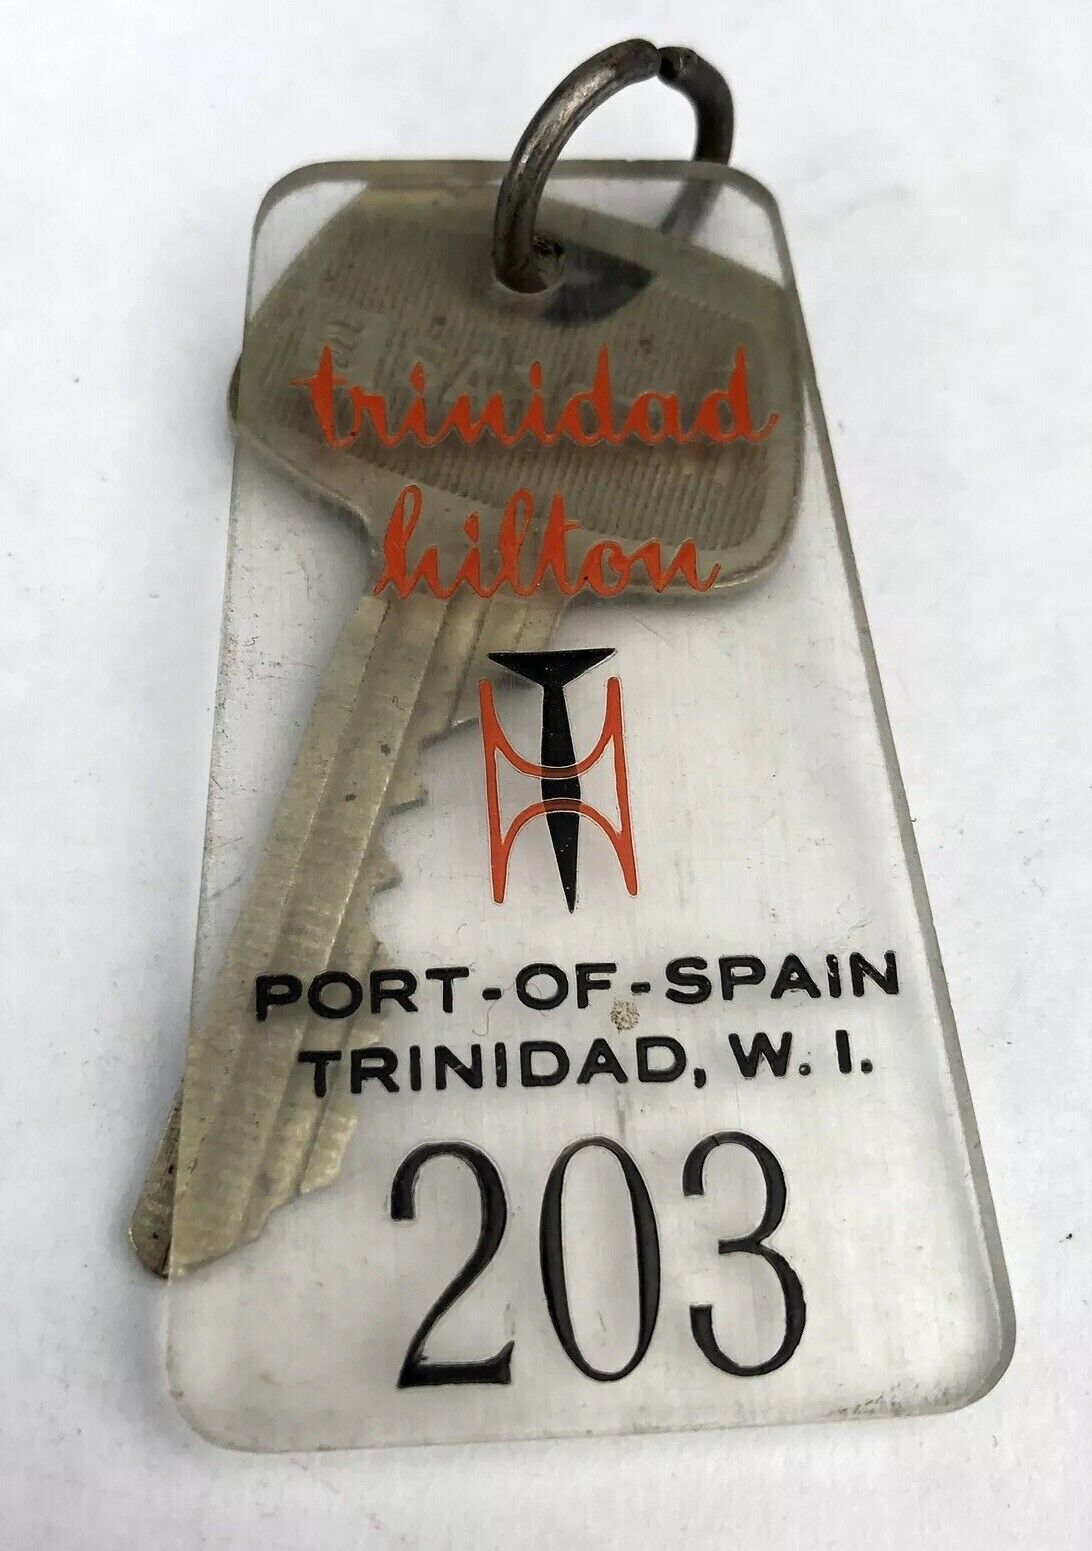 trinidad
hilton
PORT-OF-SPAIN
TRINIDAD, W. I.
203